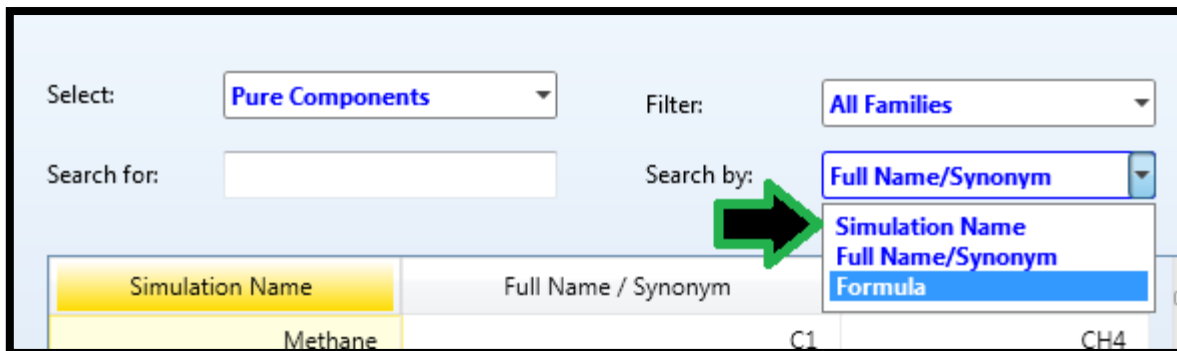 Select: Pure Components Filter: All Families
Search for: Search by: Full Name/Synonym
Simulation Name
Full Name/Synonym
Formula
Simulation Name Full Name / Synonym
Methane C1 CH4